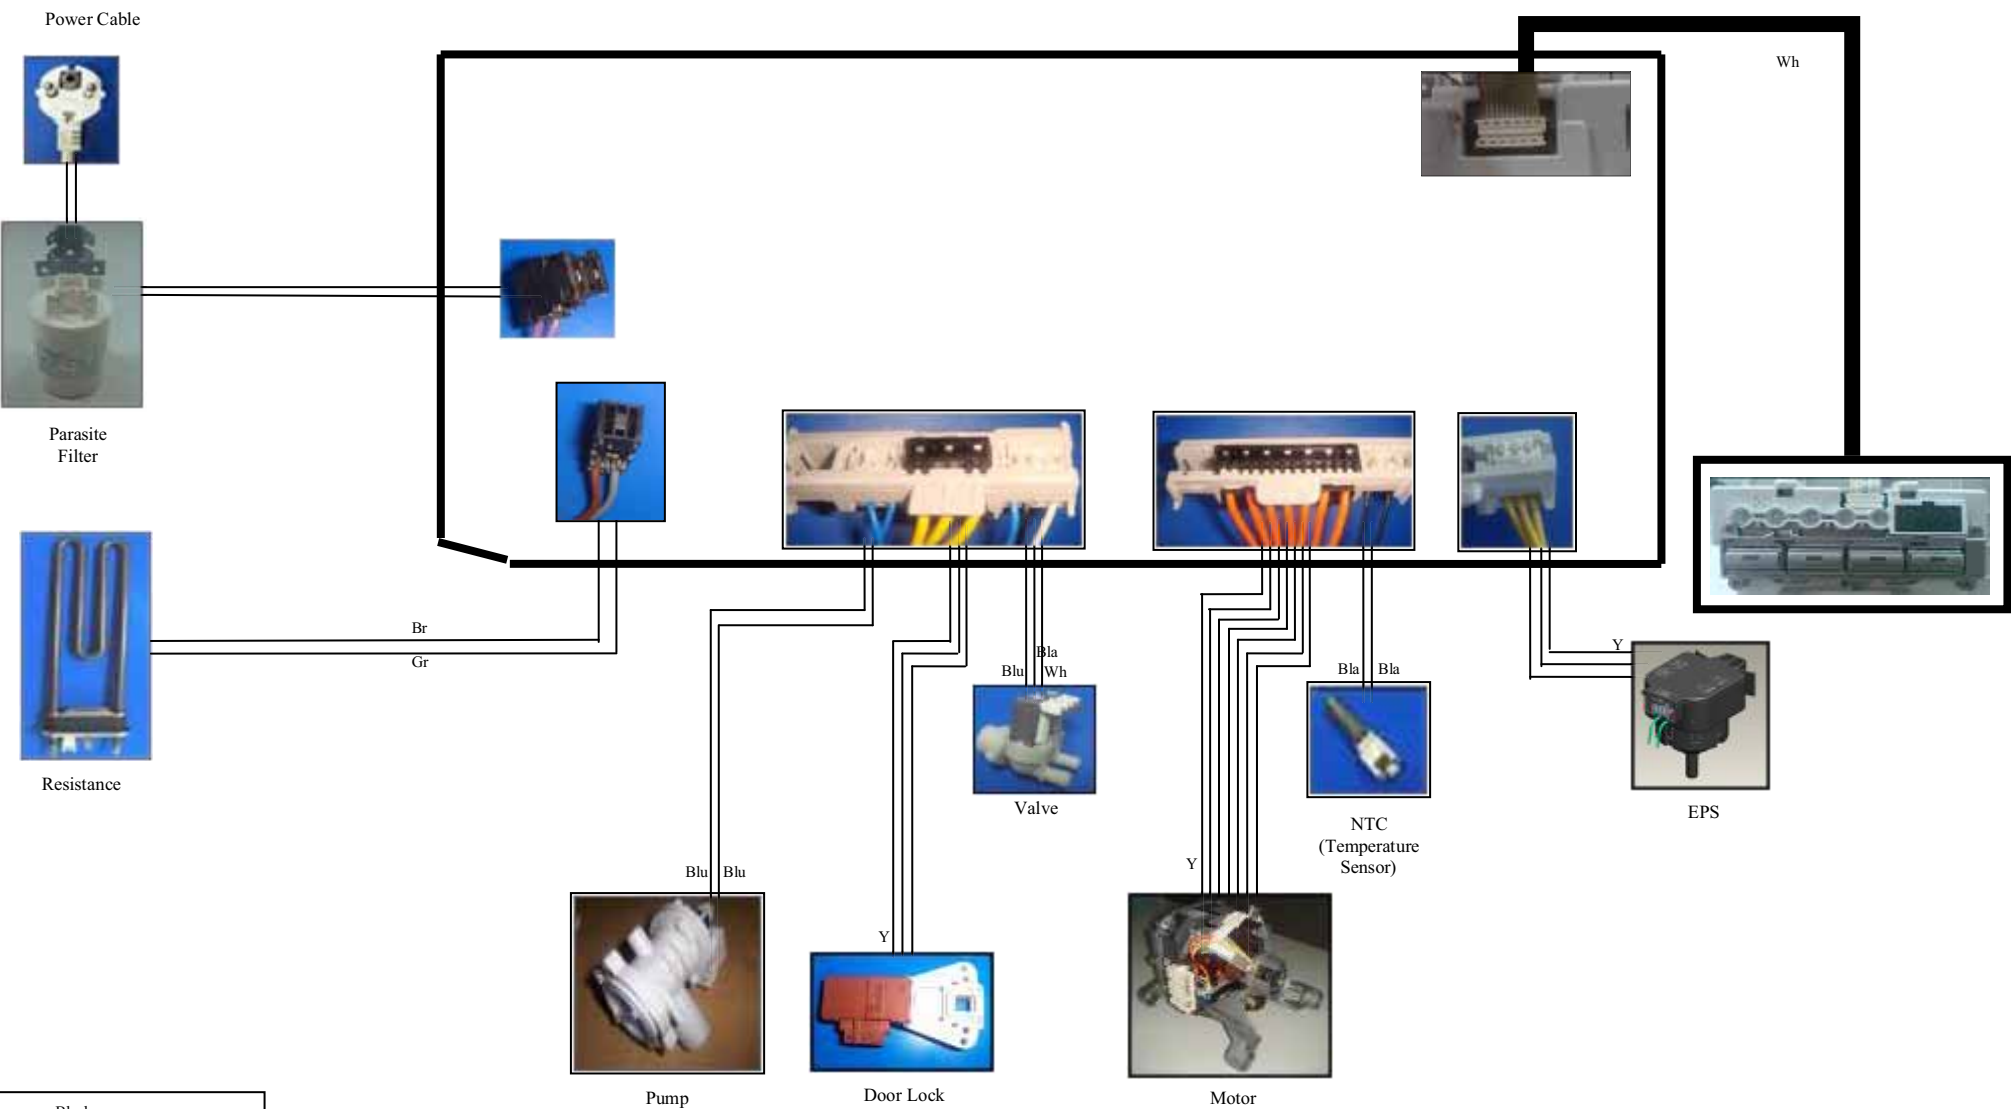 Power Cable
Wh
Parasite
Filter
Br
Gr
Y
Bla
Blu
Wh
Bla
Bla
Resistance
Valve
EPS
NTC
(Temperature
Sensor)
Y
Blu
Blu
Y
Pump
Door Lock
Motor